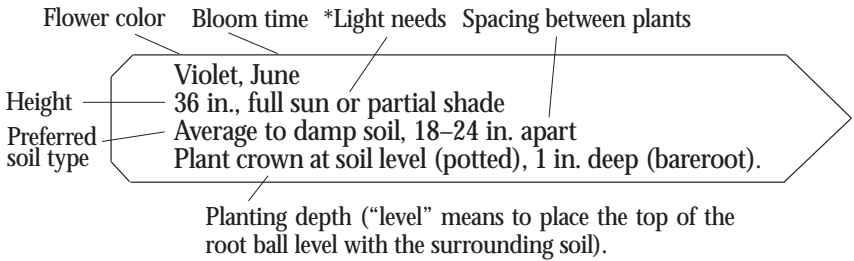 Flower color Bloom time *Light needs Spacing between plants
Violet, June
Height 36 in., full sun or partial shade
Preferred soil type Average to damp soil, 18–24 in. apart
Plant crown at soil level (potted), 1 in. deep (bareroot).
Planting depth (“level” means to place the top of the
root ball level with the surrounding soil).